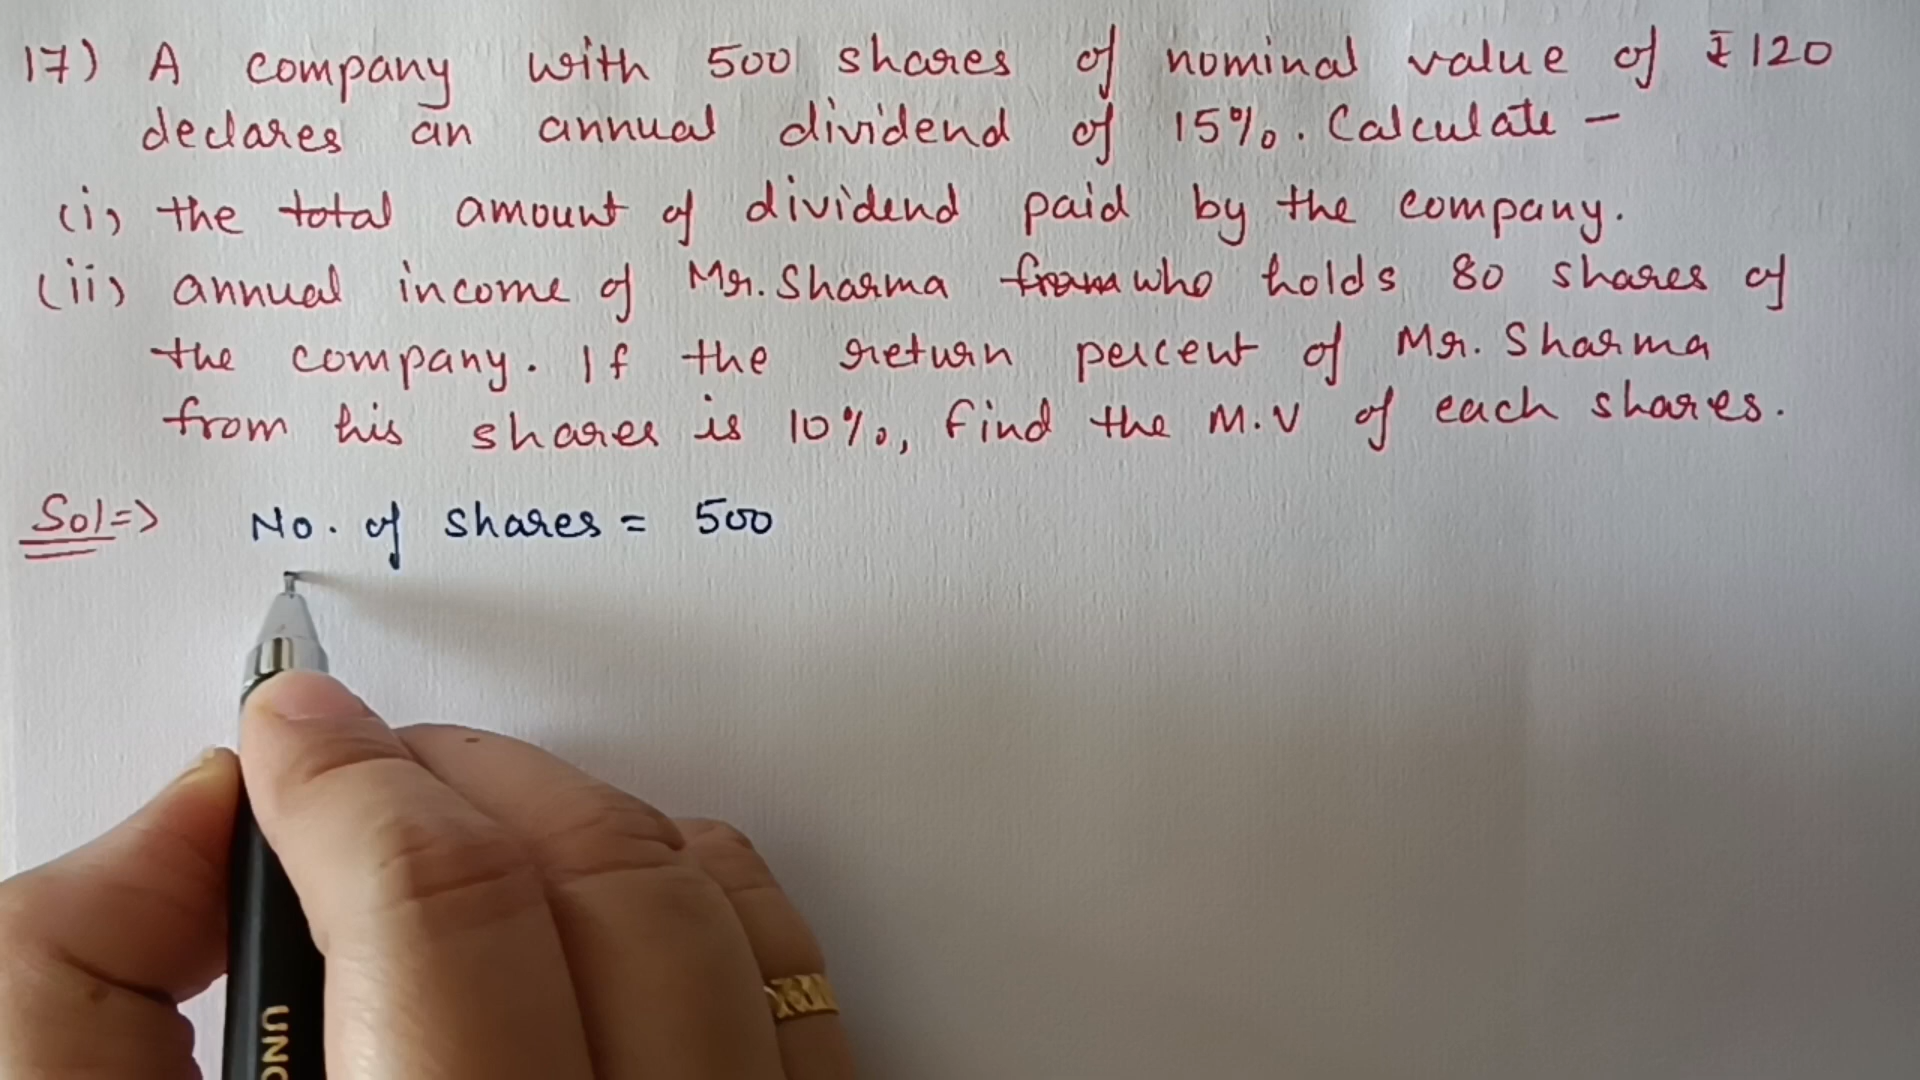 17) A company with 500 shares of nominal value of ₹120
declares an annual dividend of 15%. Calculate –
(i) the total amount of dividend paid by the company.
(ii) annual income of Mr. Sharma from who holds 80 shares of
the company. If the return percent of Mr. Sharma
from his shares is 10%, find the M.V of each shares.
Sol=> No. of shares = 500